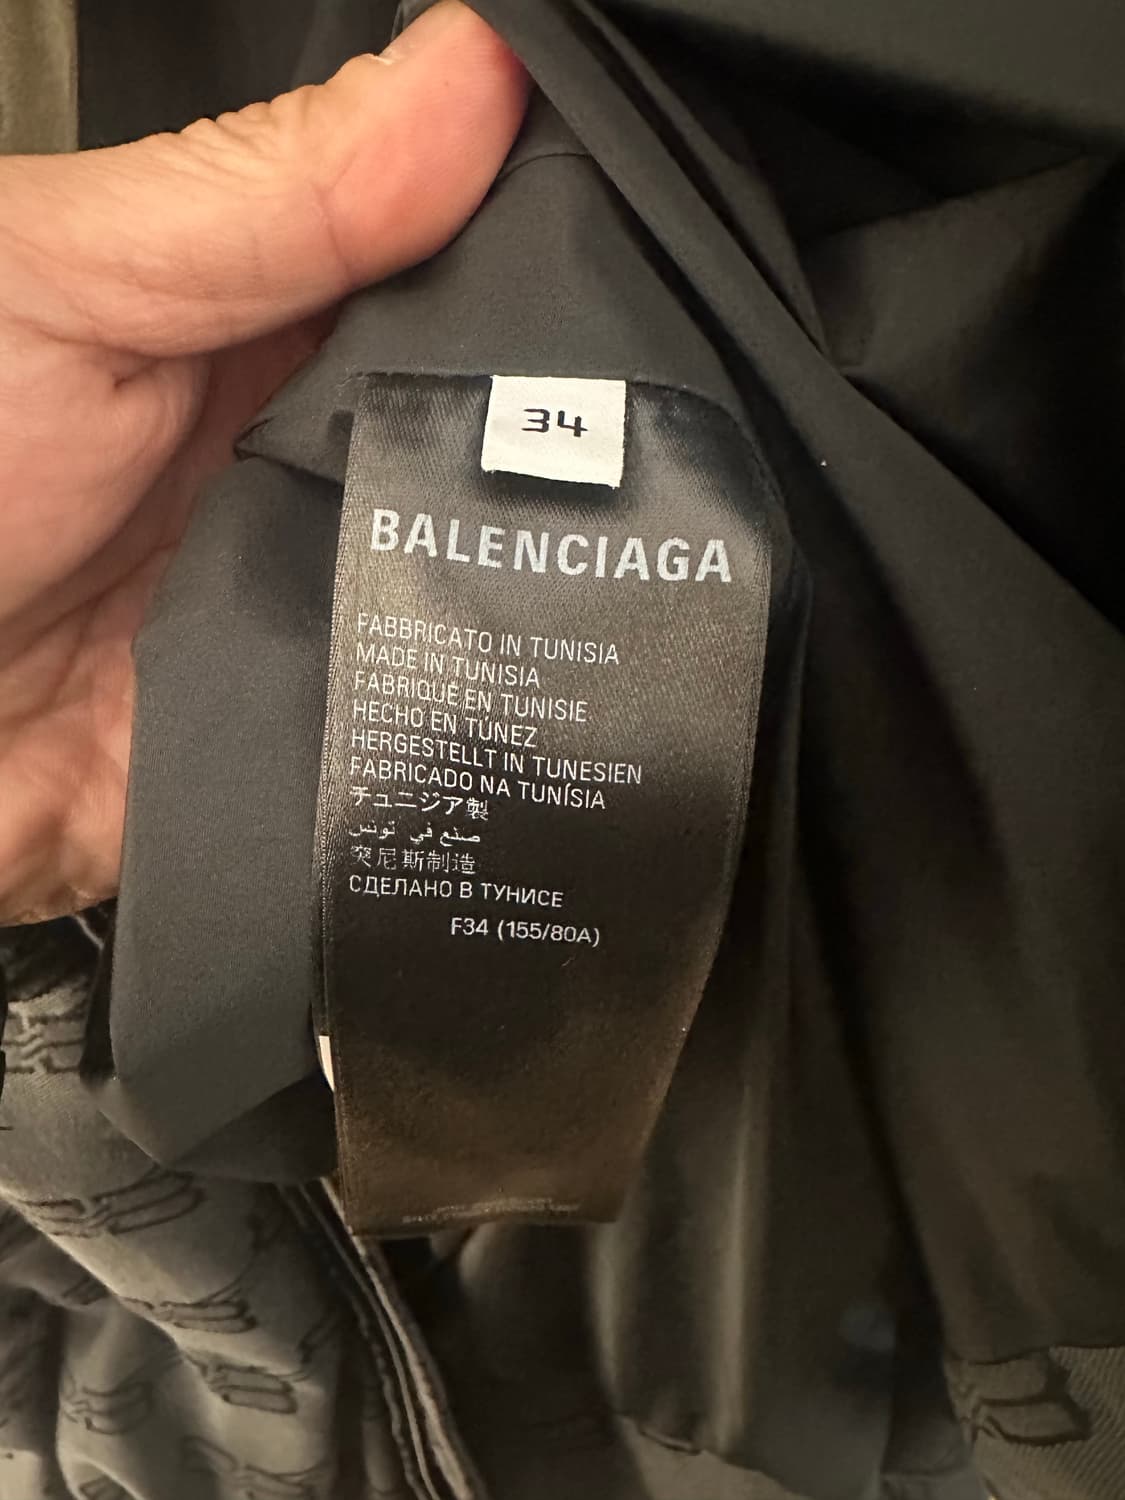 34
BALENCIAGA
FABBRICATO IN TUNISIA
MADE IN TUNISIA
FABRIQUÉ EN TUNISIE
HECHO EN TÚNEZ
HERGESTELLT IN TUNESIEN
FABRICADO NA TUNÍSIA
チュニジア製
صنع في تونس
突尼斯制造
СДЕЛАНО В ТУНИСЕ
F34 (155/80A)